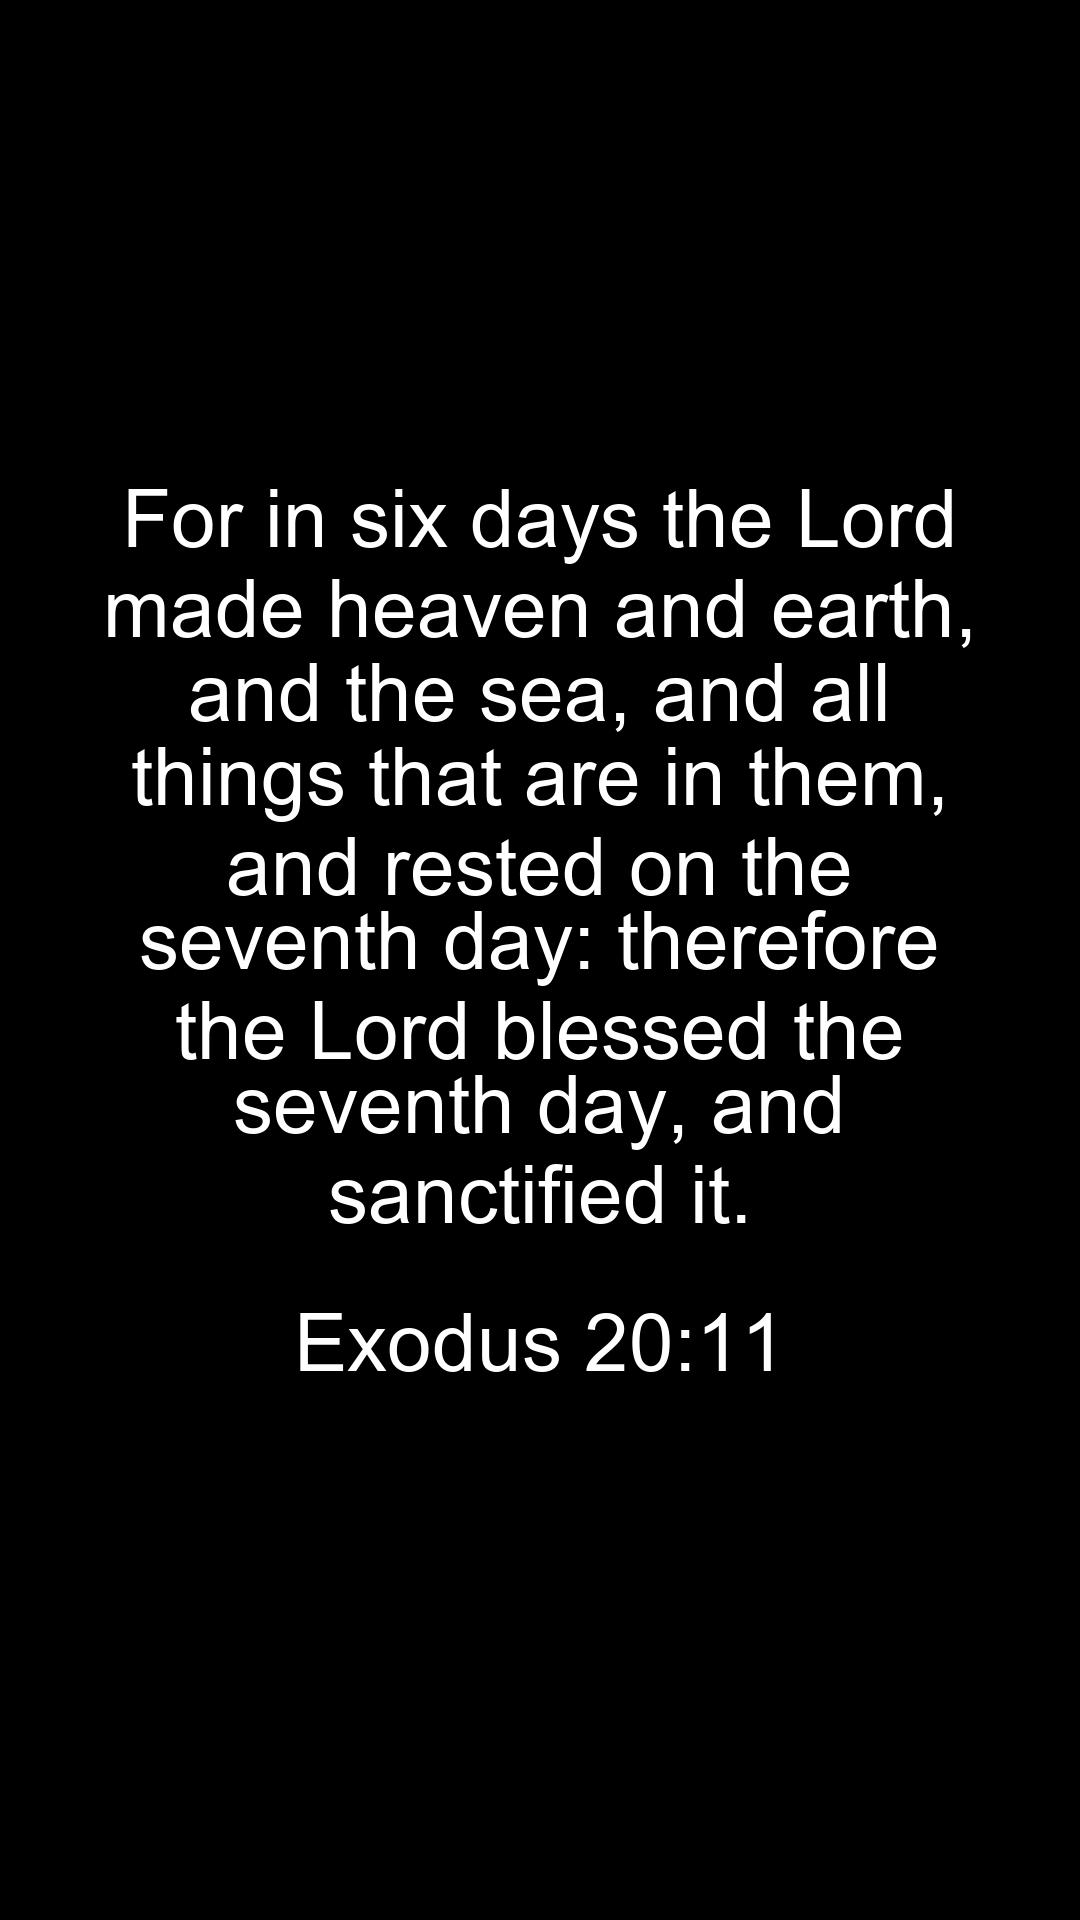 For in six days the Lord
made heaven and earth,
and the sea, and all
things that are in them,
and rested on the
seventh day: therefore
the Lord blessed the
seventh day, and
sanctified it.
Exodus 20:11